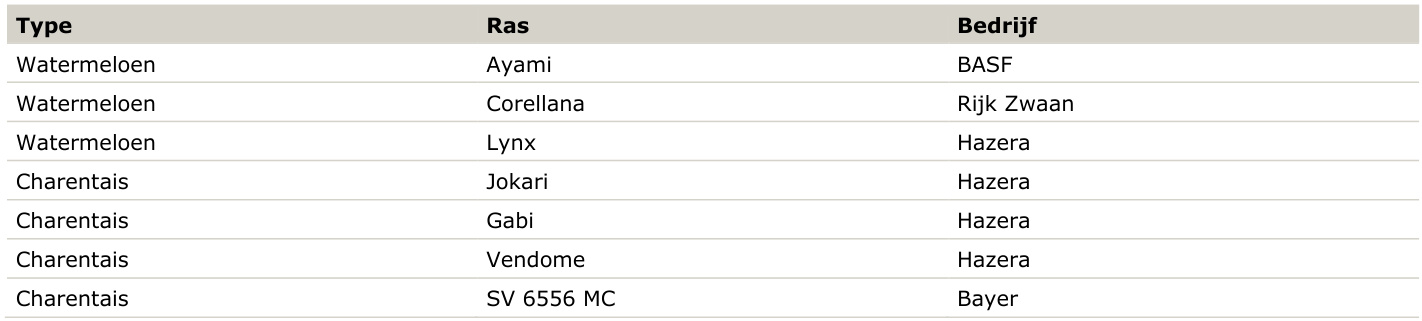 Type Ras Bedrijf
Watermeloen Ayami BASF
Watermeloen Corellana Rijk Zwaan
Watermeloen Lynx Hazera
Charentais Jokari Hazera
Charentais Gabi Hazera
Charentais Vendome Hazera
Charentais SV 6556 MC Bayer